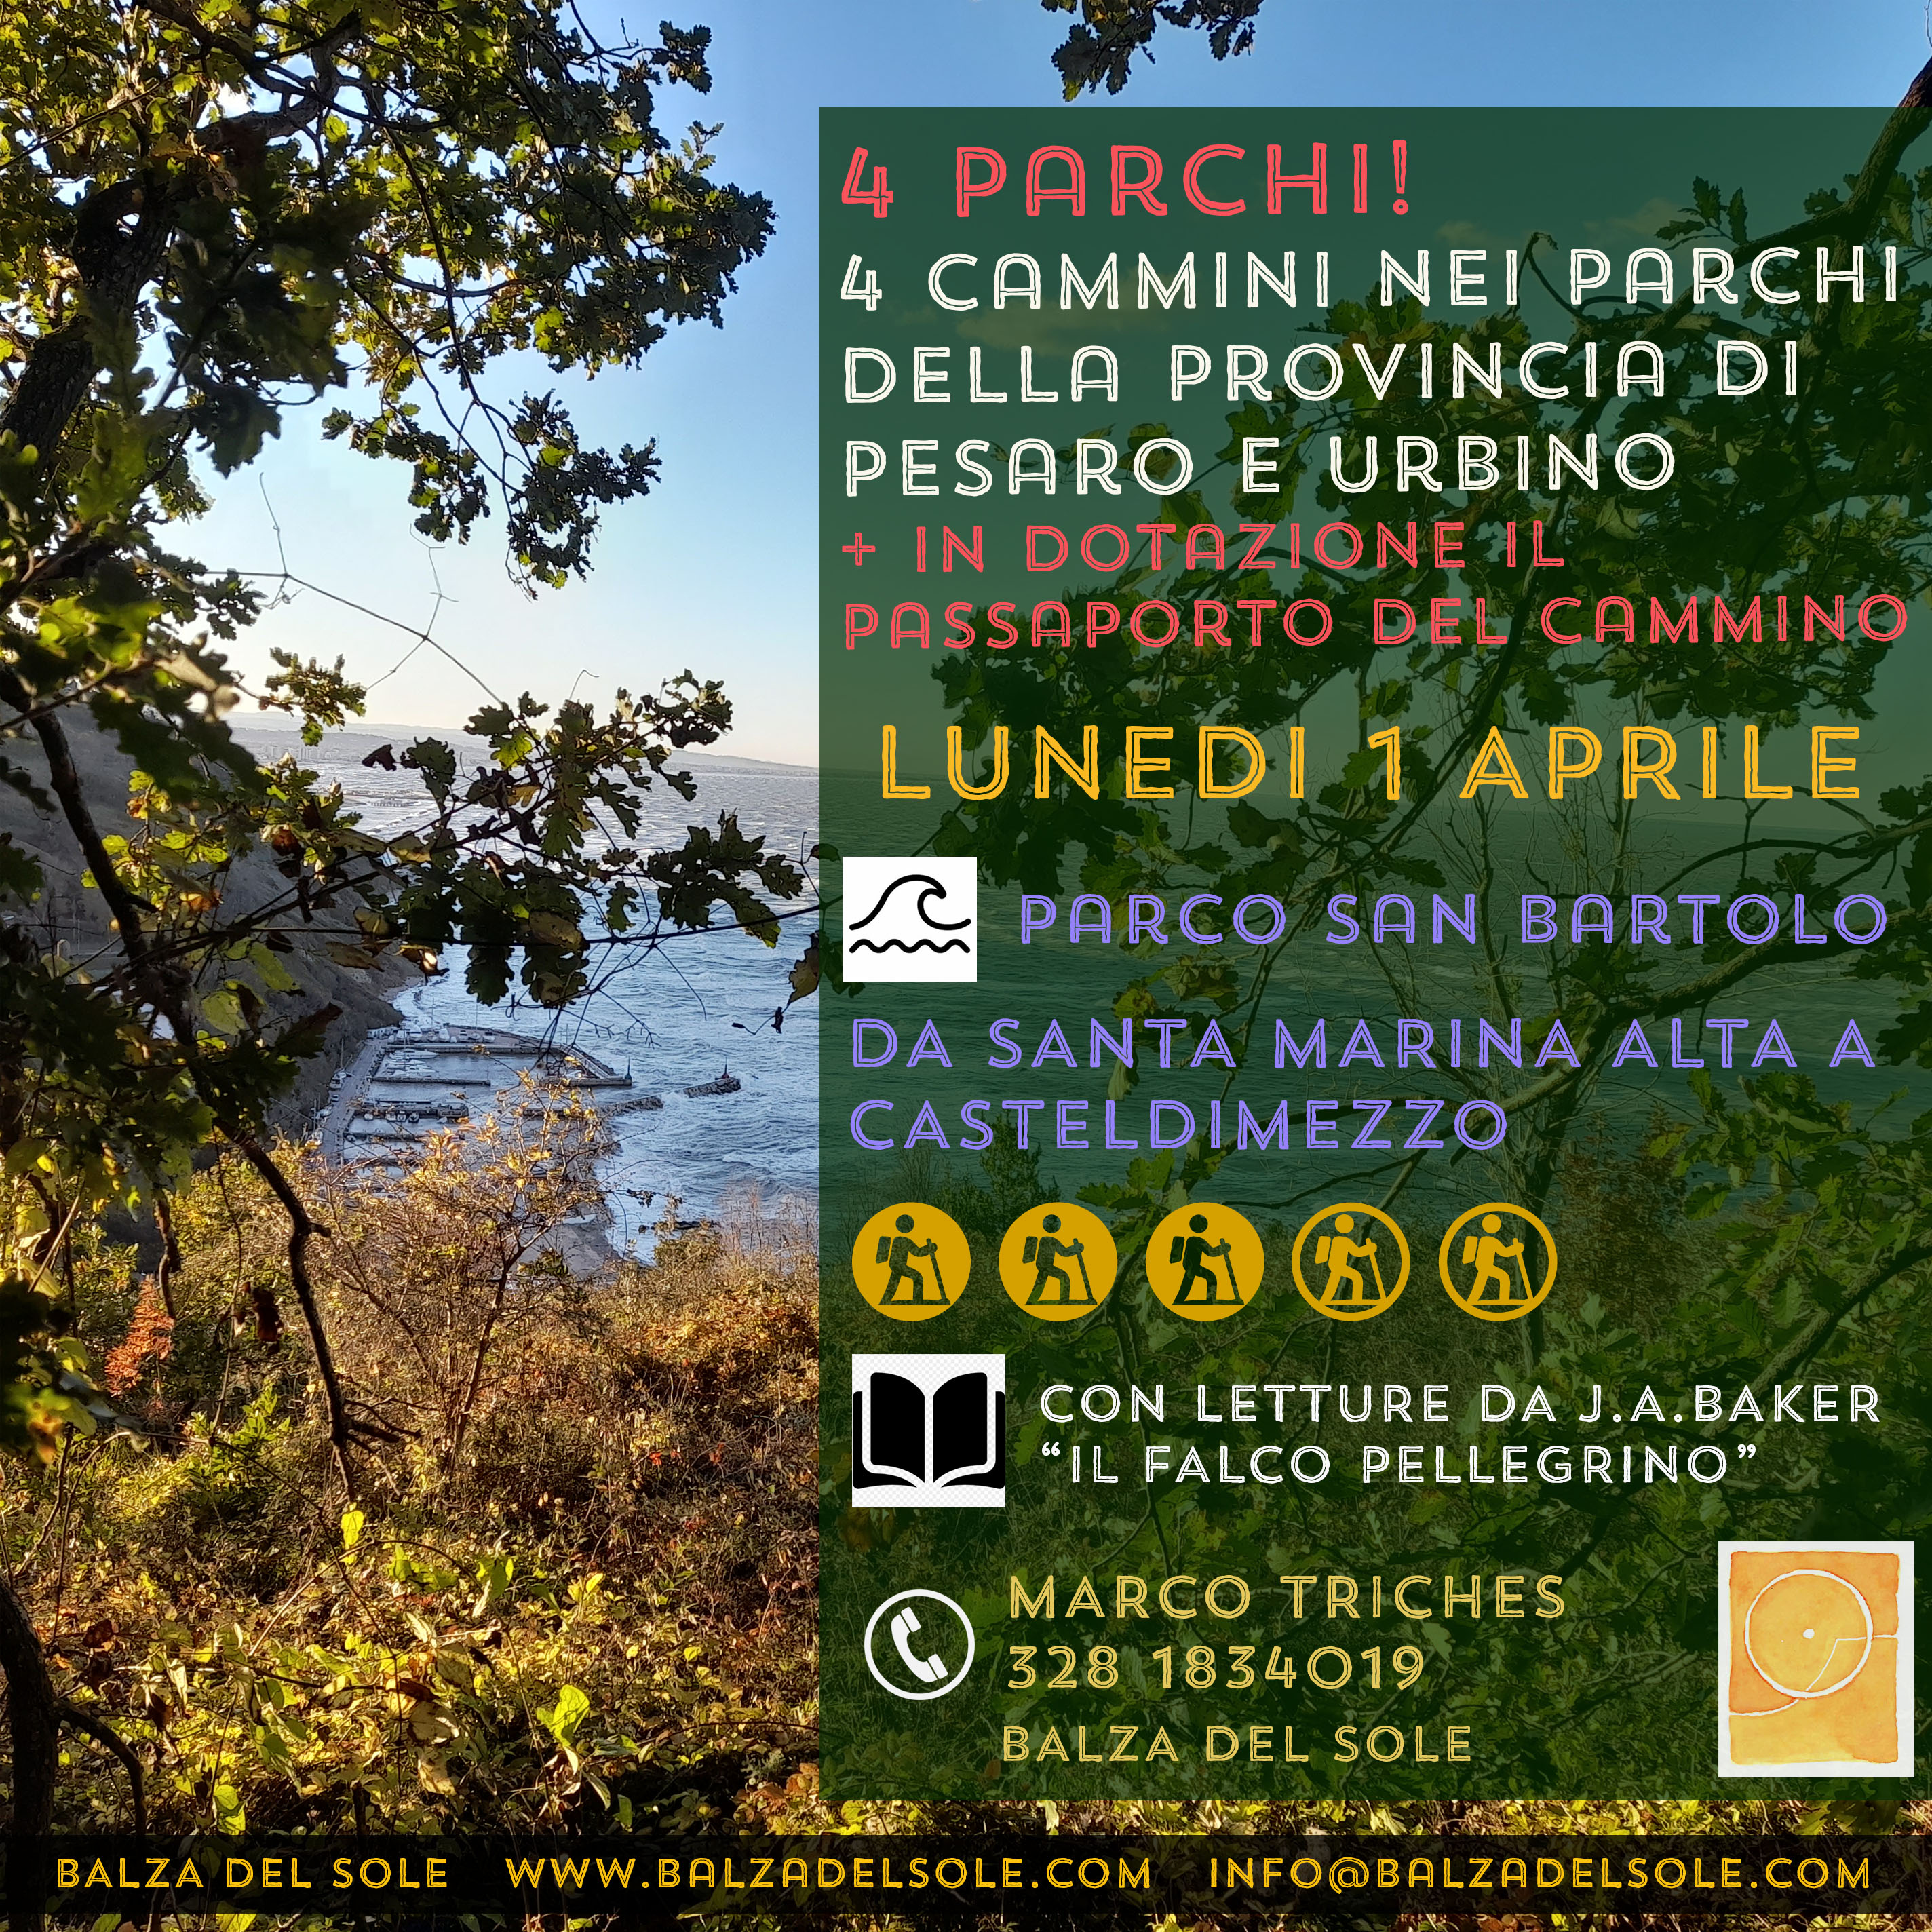 4 PARCHI!
4 CAMMINI NEI PARCHI
DELLA PROVINCIA DI
PESARO E URBINO
+ IN DOTAZIONE IL
PASSAPORTO DEL CAMMINO
LUNEDI 1 APRILE
PARCO SAN BARTOLO
DA SANTA MARINA ALTA A
CASTELDIMEZZO
CON LETTURE DA J.A.BAKER
“IL FALCO PELLEGRINO”
MARCO TRICHES
328 1834019
BALZA DEL SOLE
BALZA DEL SOLE WWW.BALZADELSOLE.COM INFO@BALZADELSOLE.COM